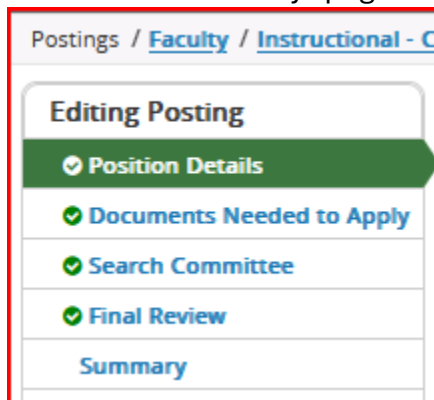 Postings / Faculty / Instructional -
Editing Posting
Position Details
Documents Needed to Apply
Search Committee
Final Review
Summary